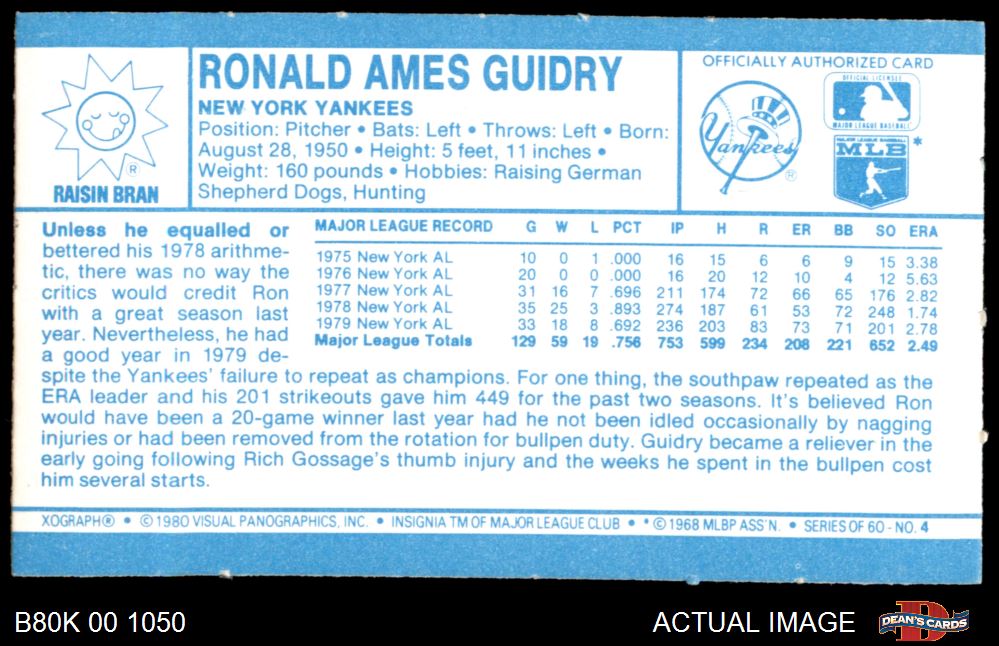 RONALD AMES GUIDRY
NEW YORK YANKEES
Position: Pitcher • Bats: Left • Throws: Left • Born:
August 28, 1950 • Height: 5 feet, 11 inches •
Weight: 160 pounds • Hobbies: Raising German
Shepherd Dogs, Hunting
®
RAISIN BRAN
OFFICIALLY AUTHORIZED CARD
Yankees
®
OFFICIAL LICENSEE
MAJOR LEAGUE BASEBALL
MAJOR LEAGUE BASEBALL
MLB *
Unless he equalled or
bettered his 1978 arithme-
tic, there was no way the
critics would credit Ron
with a great season last
year. Nevertheless, he had
a good year in 1979 de-
spite the Yankees' failure to repeat as champions. For one thing, the southpaw repeated as the
ERA leader and his 201 strikeouts gave him 449 for the past two seasons. It's believed Ron
would have been a 20-game winner last year had he not been idled occasionally by nagging
injuries or had been removed from the rotation for bullpen duty. Guidry became a reliever in the
early going following Rich Gossage's thumb injury and the weeks he spent in the bullpen cost
him several starts.
MAJOR LEAGUE RECORD G W L PCT IP H R ER BB SO ERA
1975 New York AL 10 0 1 .000 16 15 6 6 9 15 3.38
1976 New York AL 20 0 0 .000 16 20 12 10 4 12 5.63
1977 New York AL 31 16 7 .696 211 174 72 66 65 176 2.82
1978 New York AL 35 25 3 .893 274 187 61 53 72 248 1.74
1979 New York AL 33 18 8 .692 236 203 83 73 71 201 2.78
Major League Totals 129 59 19 .756 753 599 234 208 221 652 2.49
XOGRAPH® • ©1980 VISUAL PANOGRAPHICS, INC. • INSIGNIA TM OF MAJOR LEAGUE CLUB • *©1968 MLBP ASS'N. • SERIES OF 60 - NO. 4
B80K 00 1050
ACTUAL IMAGE
D
DEAN'S CARDS